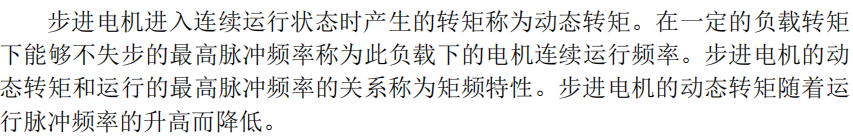 步进电机进入连续运行状态时产生的转矩称为动态转矩。在一定的负载转矩
下能够不失步的最高脉冲频率称为此负载下的电机连续运行频率。步进电机的动
态转矩和运行的最高脉冲频率的关系称为矩频特性。步进电机的动态转矩随着运
行脉冲频率的升高而降低。